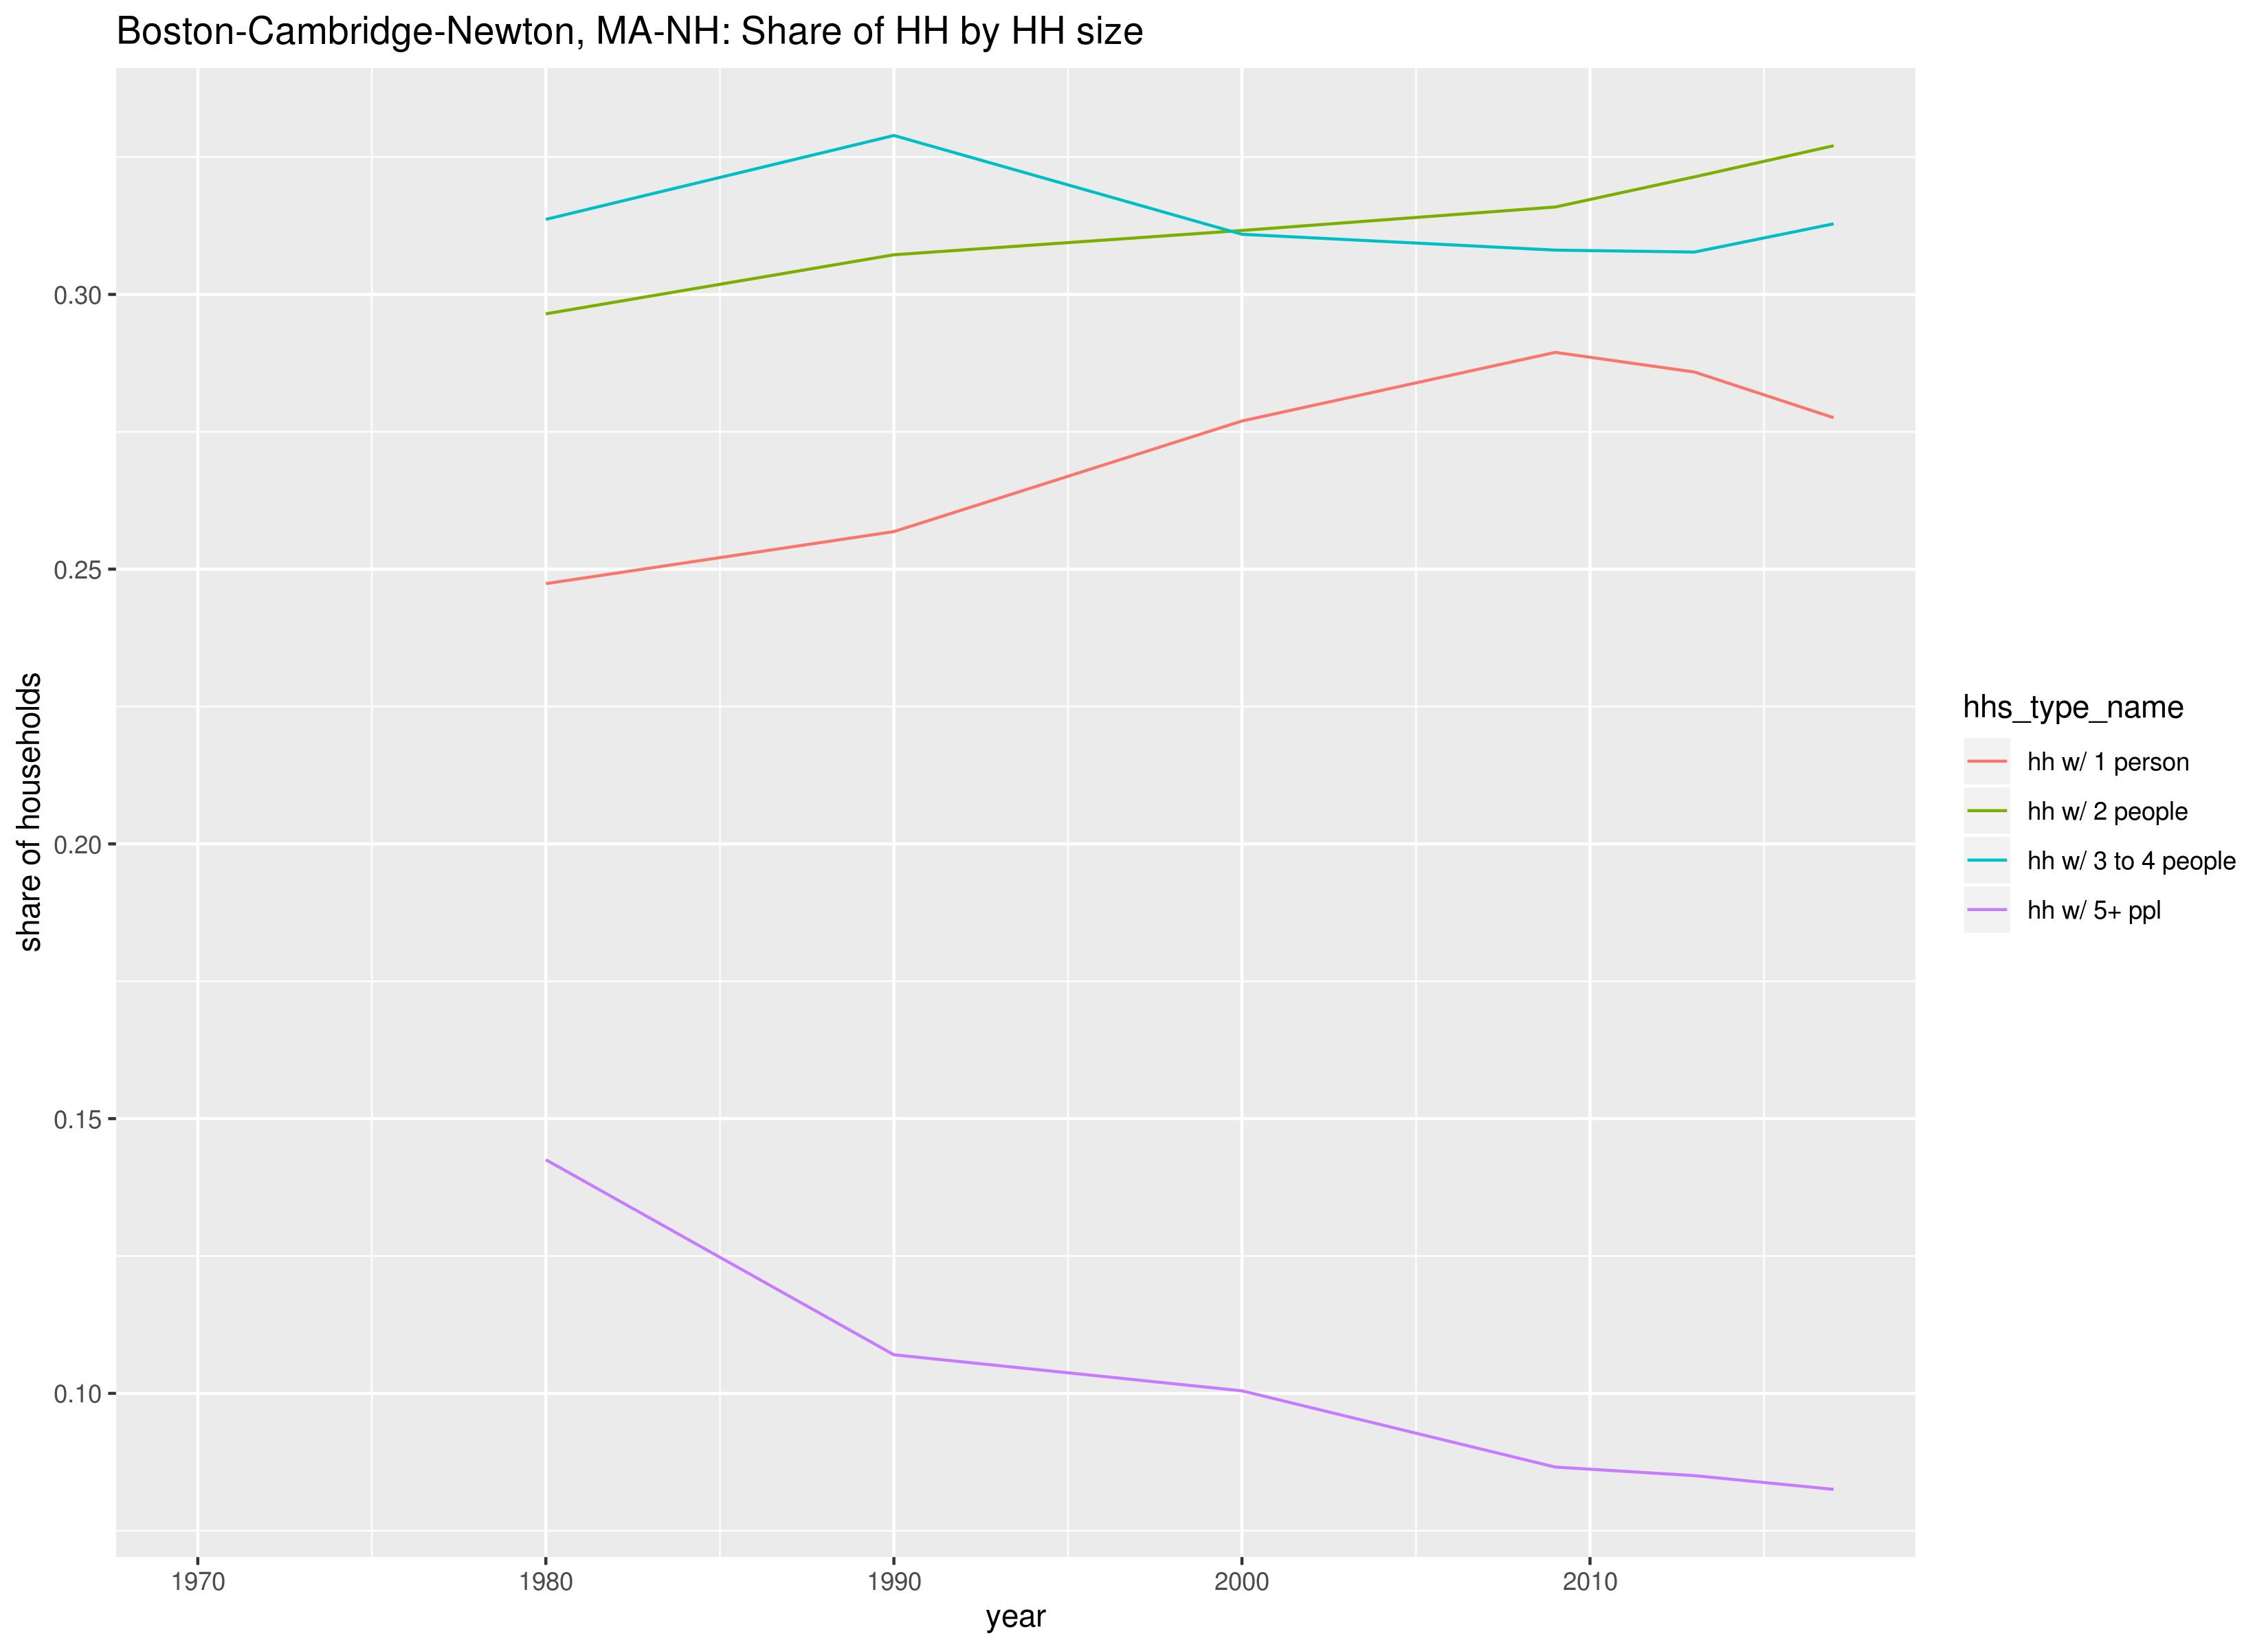 Boston-Cambridge-Newton, MA-NH: Share of HH by HH size
share of households
0.30
0.25
0.20
0.15
0.10
1970 1980 1990 2000 2010
year
hhs_type_name
hh w/ 1 person
hh w/ 2 people
hh w/ 3 to 4 people
hh w/ 5+ ppl